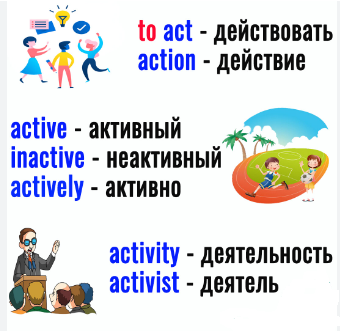 to act - действовать
action - действие
active - активный
inactive - неактивный
actively - активно
activity - деятельность
activist - деятель